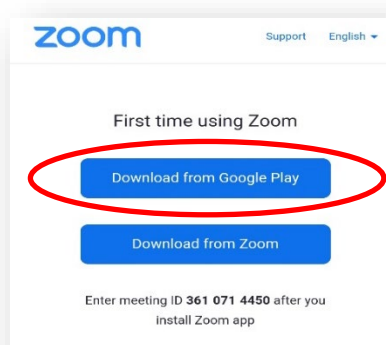 zoom
Support English
First time using Zoom
Download from Google Play
Download from Zoom
Enter meeting ID 361 071 4450 after you
install Zoom app